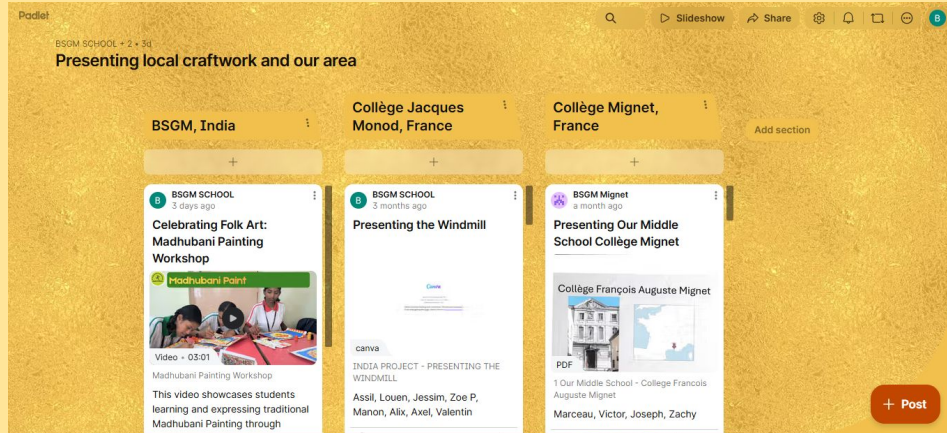 Padlet
Slideshow
Share
B
BSGM SCHOOL + 2 • 3d
Presenting local craftwork and our area
BSGM, India
Collège Jacques
Monod, France
Collège Mignet,
France
Add section
+
+
+
B
BSGM SCHOOL
3 days ago
Celebrating Folk Art:
Madhubani Painting
Workshop
Madhubani Paint
Video • 03:01
Madhubani Painting Workshop
This video showcases students
learning and expressing traditional
Madhubani Painting through
B
BSGM SCHOOL
3 months ago
Presenting the Windmill
Canva
canva
INDIA PROJECT - PRESENTING THE
WINDMILL
Assil, Louen, Jessim, Zoe P,
Manon, Alix, Axel, Valentin
BSGM Mignet
a month ago
Presenting Our Middle
School Collège Mignet
Collège François Auguste Mignet
PDF
1 Our Middle School - College Francois
Auguste Mignet
Marceau, Victor, Joseph, Zachy
+ Post